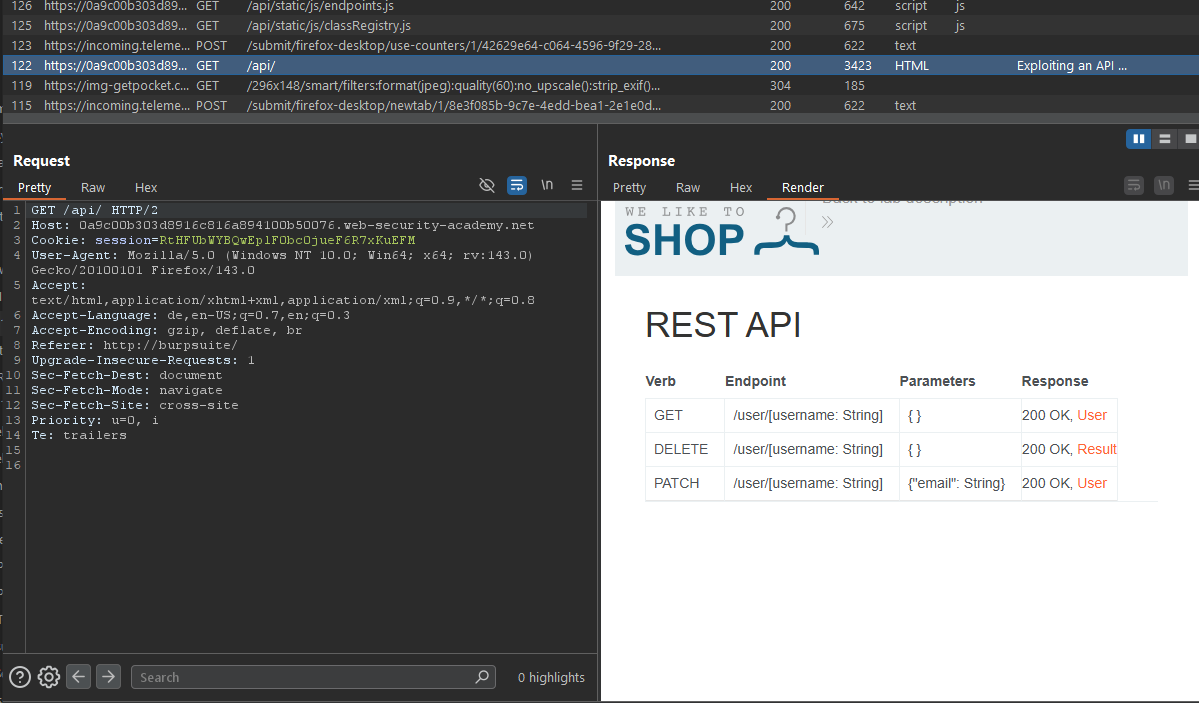 126 https://0a9c00b303d89... GET /api/static/js/endpoints.js 200 642 script js
125 https://0a9c00b303d89... GET /api/static/js/classRegistry.js 200 675 script js
123 https://incoming.teleme... POST /submit/firefox-desktop/use-counters/1/42629e64-c064-4596-9f29-28... 200 622 text
122 https://0a9c00b303d89... GET /api/ 200 3423 HTML Exploiting an API ...
119 https://img-getpocket.c... GET /296x148/smart/filters:format(jpeg):quality(60):no_upscale():strip_exif()... 304 185
115 https://incoming.teleme... POST /submit/firefox-desktop/newtab/1/8e3f085b-9c7e-4edd-bea1-2e1e0d... 200 622 text
Request
Pretty Raw Hex
\n
1 GET /api/ HTTP/2
2 Host: 0a9c00b303d8916c816a894100b50076.web-security-academy.net
3 Cookie: session=RtHFUbWYBQwEplFObcOjueF6R7xKuEFM
4 User-Agent: Mozilla/5.0 (Windows NT 10.0; Win64; x64; rv:143.0)
Gecko/20100101 Firefox/143.0
5 Accept:
text/html,application/xhtml+xml,application/xml;q=0.9,*/*;q=0.8
6 Accept-Language: de,en-US;q=0.7,en;q=0.3
7 Accept-Encoding: gzip, deflate, br
8 Referer: http://burpsuite/
9 Upgrade-Insecure-Requests: 1
10 Sec-Fetch-Dest: document
11 Sec-Fetch-Mode: navigate
12 Sec-Fetch-Site: cross-site
13 Priority: u=0, i
14 Te: trailers
15
16
Search
0 highlights
Response
Pretty Raw Hex Render
\n
Back to lab description
WE LIKE TO
SHOP
REST API
Verb Endpoint Parameters Response
GET /user/[username: String] { } 200 OK, User
DELETE /user/[username: String] { } 200 OK, Result
PATCH /user/[username: String] {"email": String} 200 OK, User